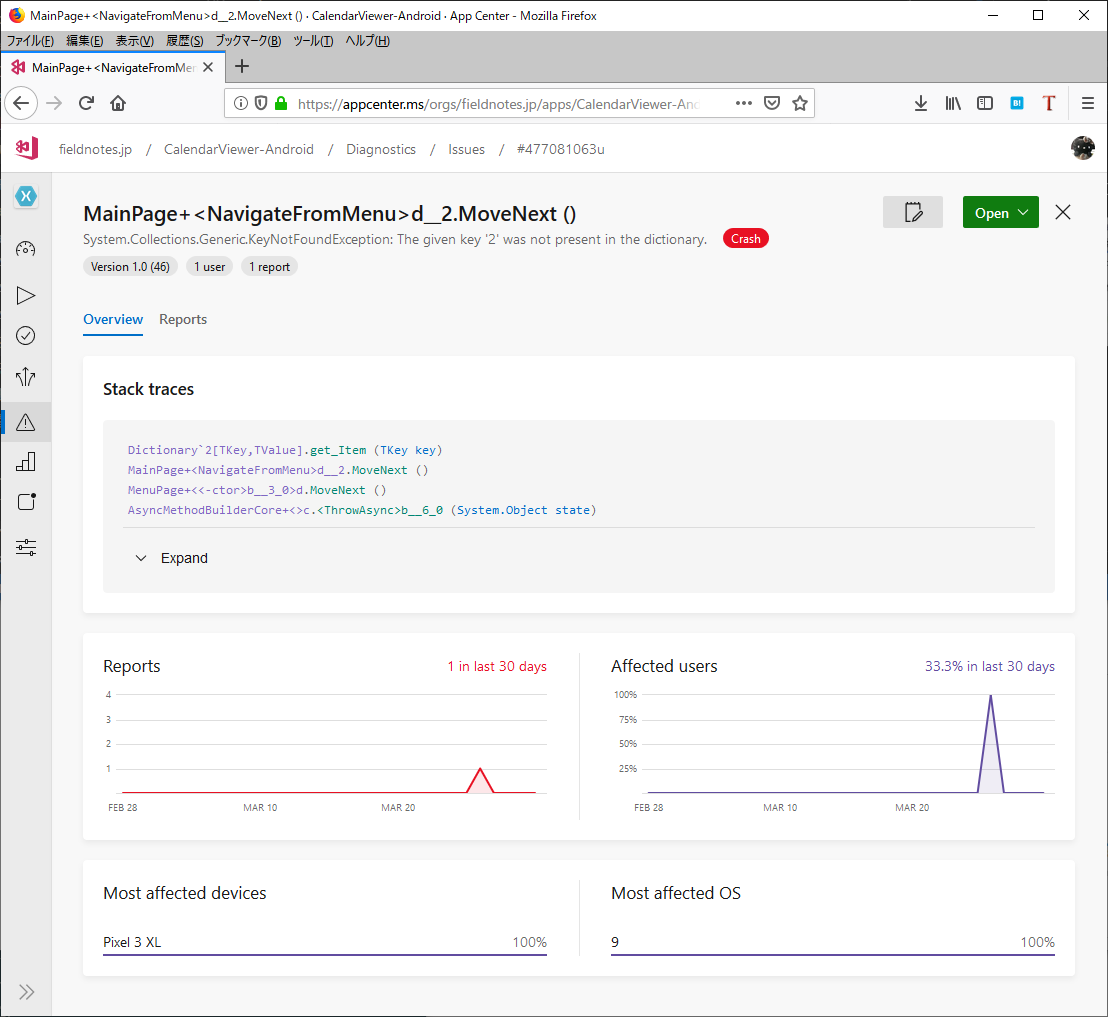 MainPage+<NavigateFromMenu>d__2.MoveNext () · CalendarViewer-Android · App Center - Mozilla Firefox
ファイル(F) 編集(E) 表示(V) 履歴(S) ブックマーク(B) ツール(T) ヘルプ(H)
MainPage+<NavigateFromMer
https://appcenter.ms/orgs/fieldnotes.jp/apps/CalendarViewer-And
B!
T
fieldnotes.jp / CalendarViewer-Android / Diagnostics / Issues / #477081063u
MainPage+<NavigateFromMenu>d__2.MoveNext ()
Open
System.Collections.Generic.KeyNotFoundException: The given key '2' was not present in the dictionary.
Crash
Version 1.0 (46) 1 user 1 report
Overview Reports
Stack traces
Dictionary`2[TKey,TValue].get_Item (TKey key)
MainPage+<NavigateFromMenu>d__2.MoveNext ()
MenuPage+<<-ctor>b__3_0>d.MoveNext ()
AsyncMethodBuilderCore+<>c.<ThrowAsync>b__6_0 (System.Object state)
Expand
Reports 1 in last 30 days
4
3
2
1
FEB 28 MAR 10 MAR 20
Affected users 33.3% in last 30 days
100%
75%
50%
25%
FEB 28 MAR 10 MAR 20
Most affected devices
Pixel 3 XL 100%
Most affected OS
9 100%